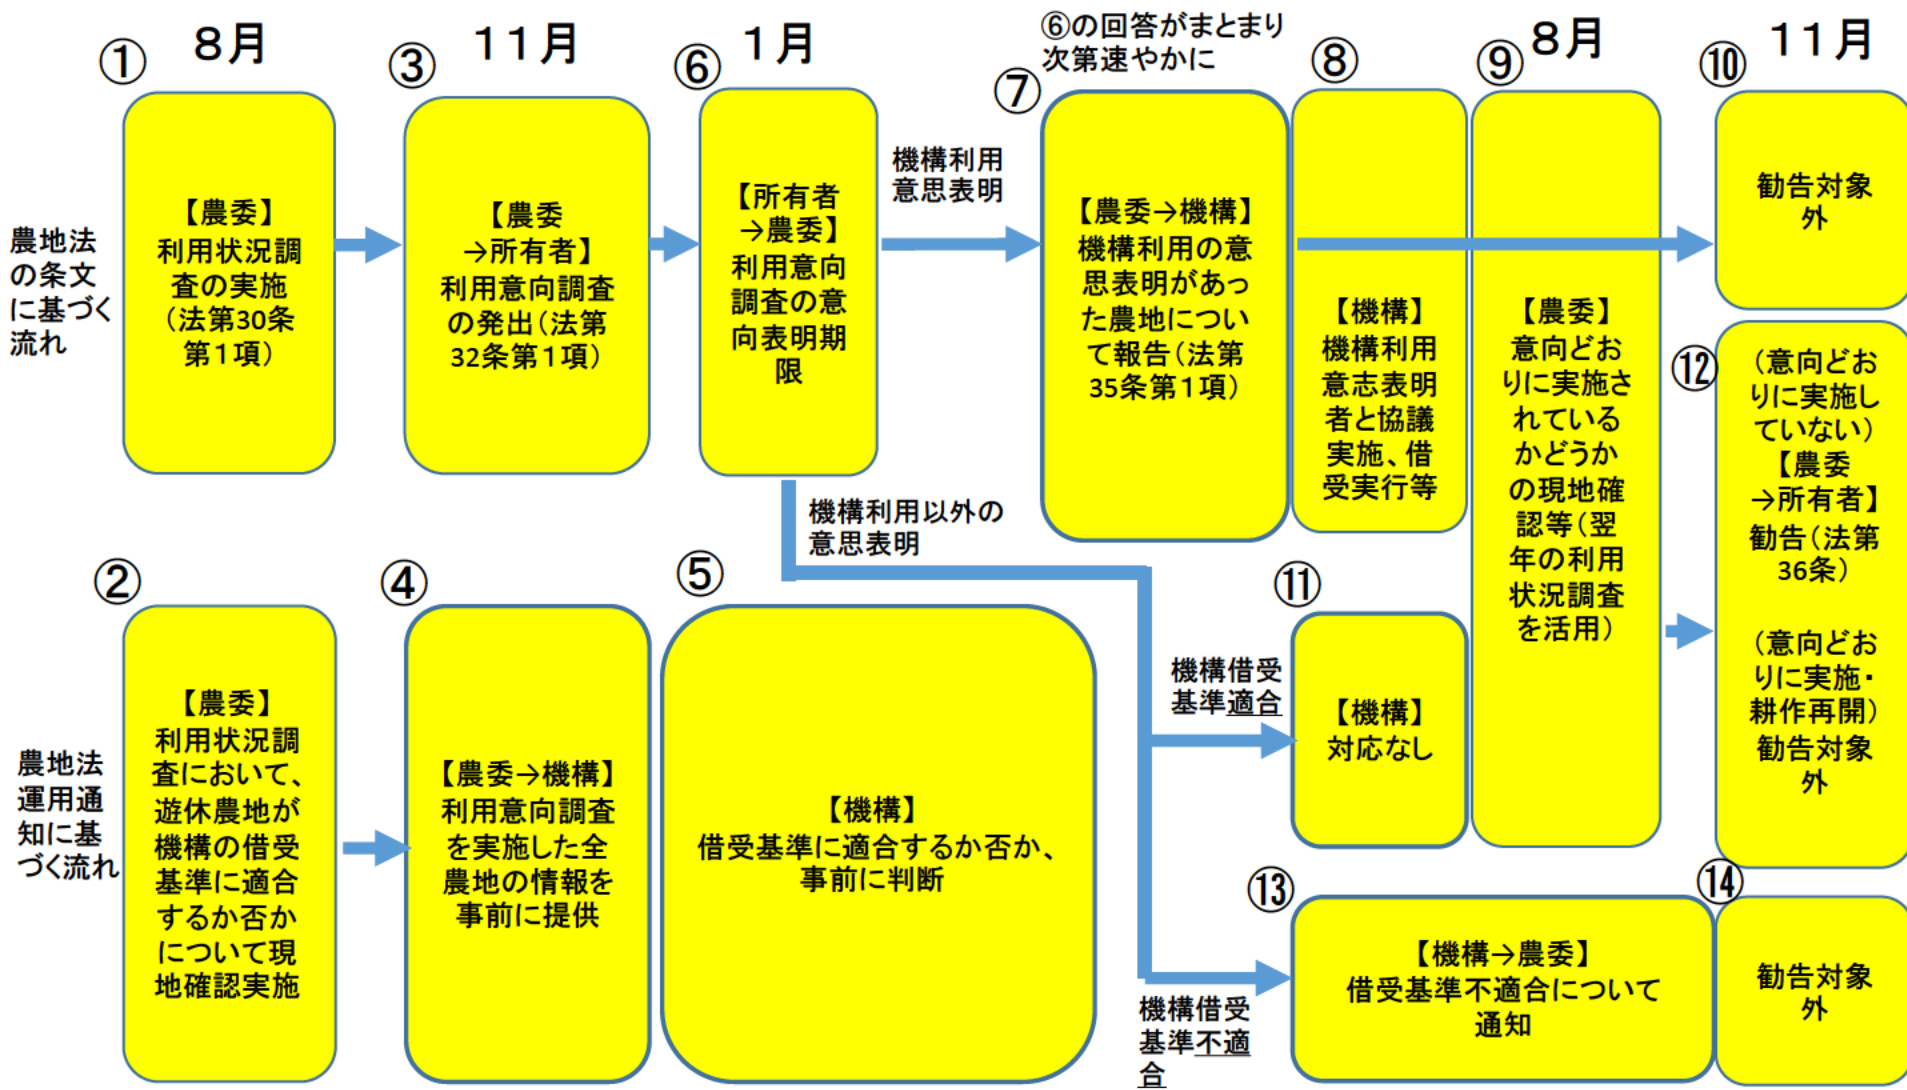 ①
8月
③
11月
⑥
1月
⑥の回答がまとまり
次第速やかに
⑦
⑧
⑨
8月
⑩
11月
農地法
の条文
に基づく
流れ
【農委】
利用状況調
査の実施
(法第30条
第1項)
【農委
→所有者】
利用意向調査
の発出(法第
32条第1項)
【所有者
→農委】
利用意向
調査の意
向表明期
限
機構利用
意思表明
【農委→機構】
機構利用の意
思表明があっ
た農地につい
て報告(法第
35条第1項)
【機構】
機構利用
意志表明
者と協議
実施、借
受実行等
【農委】
意向どお
りに実施さ
れている
かどうか
の現地確
認等(翌
年の利用
状況調査
を活用)
勧告対象
外
⑫
(意向どお
りに実施し
ていない)
【農委
→所有者】
勧告(法第
36条)
(意向どお
りに実施・
耕作再開)
勧告対象
外
機構利用以外の
意思表明
農地法
運用通
知に基
づく流れ
②
【農委】
利用状況調
査において、
遊休農地が
機構の借受
基準に適合
するか否か
について現
地確認実施
④
【農委→機構】
利用意向調査
を実施した全
農地の情報を
事前に提供
⑤
【機構】
借受基準に適合するか否か、
事前に判断
機構借受
基準適合
⑪
【機構】
対応なし
機構借受
基準不適
合
⑬
【機構→農委】
借受基準不適合について
通知
⑭
勧告対象
外